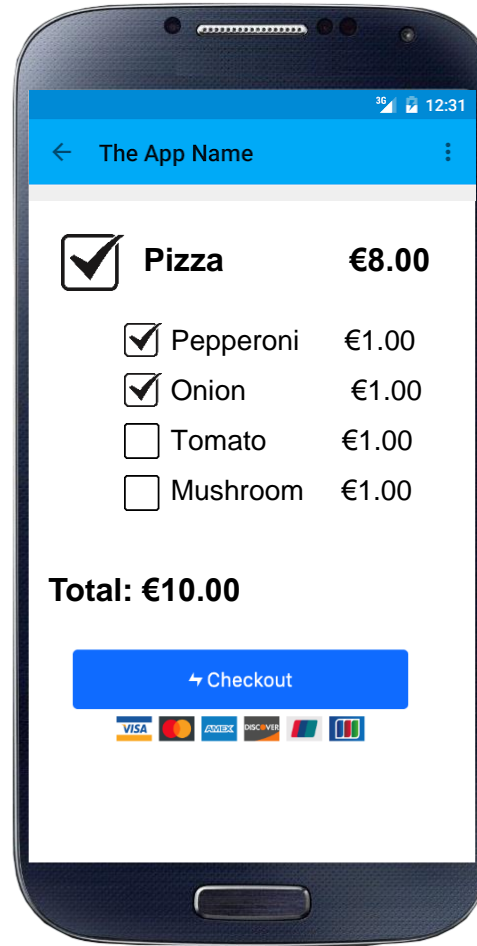 3G 12:31
The App Name
Pizza €8.00
Pepperoni €1.00
Onion €1.00
Tomato €1.00
Mushroom €1.00
Total: €10.00
Checkout
VISA AMEX DISCOVER